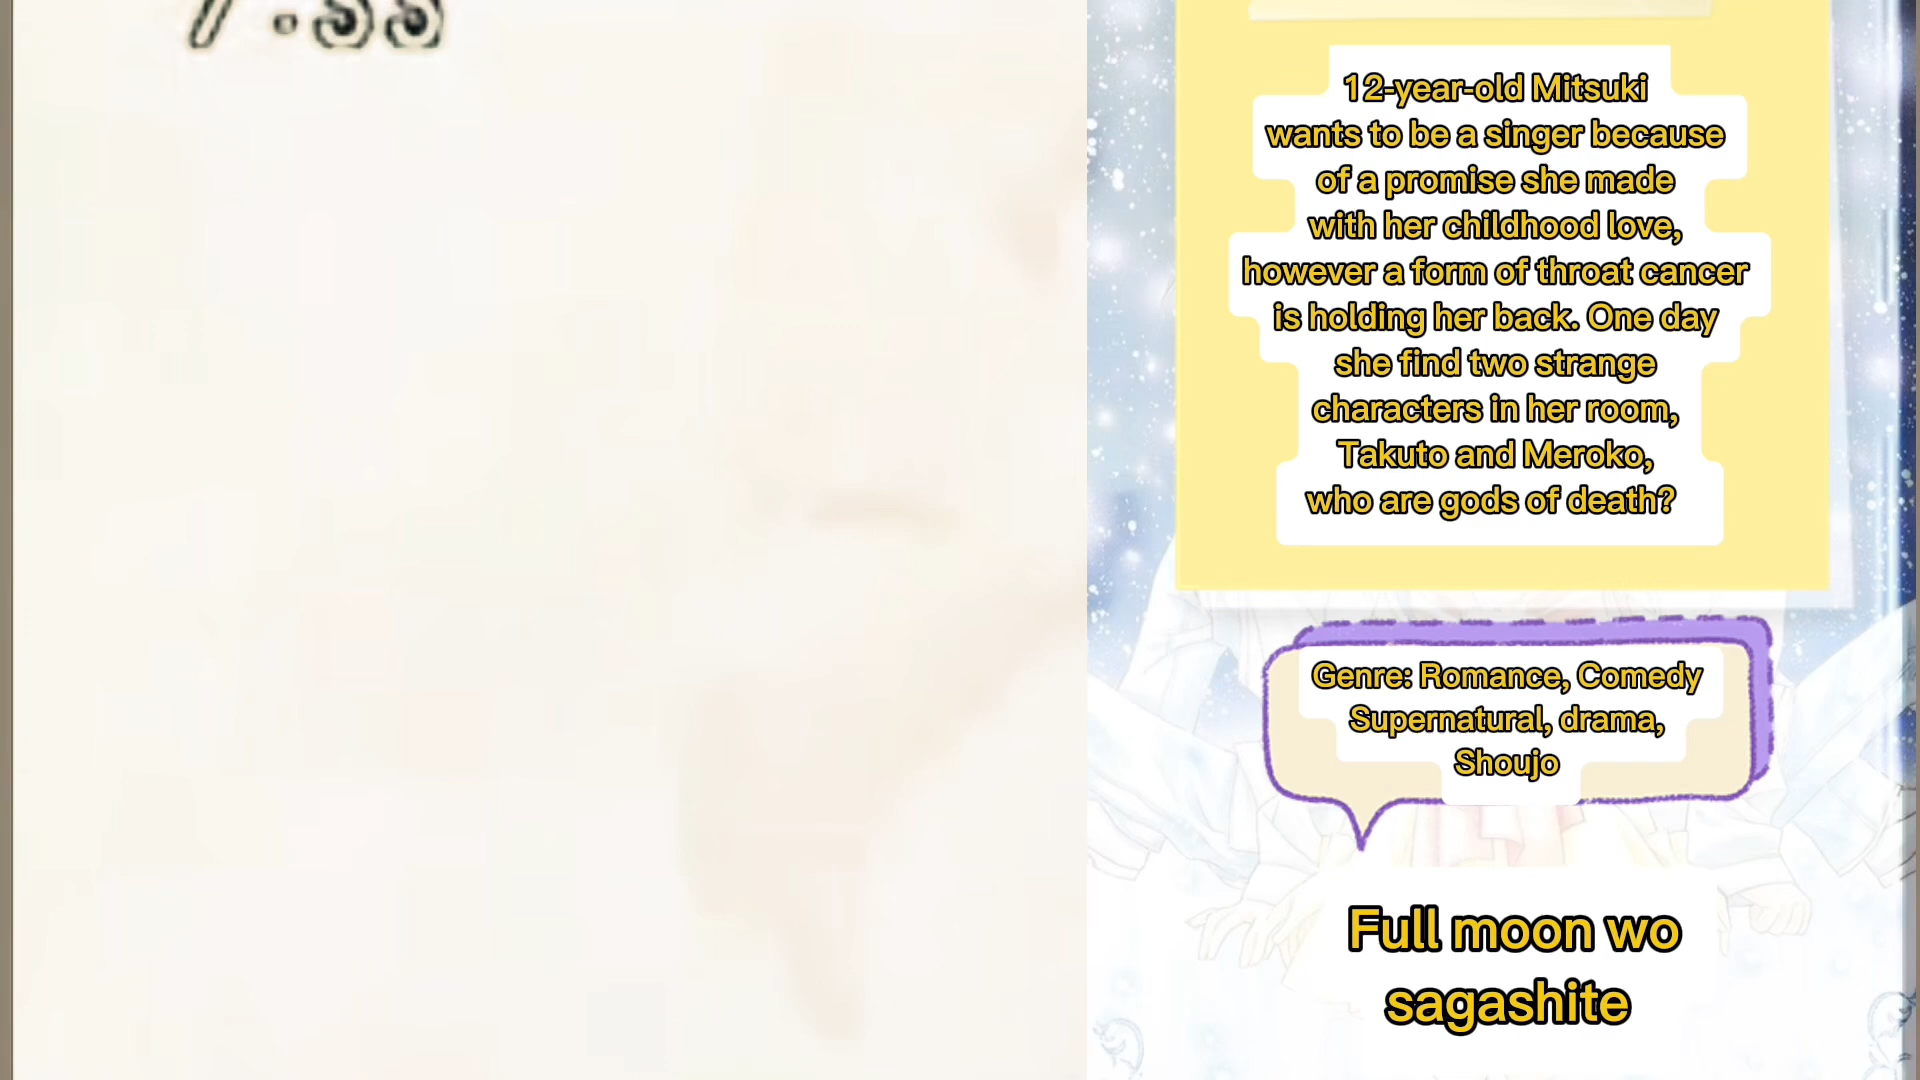 12-year-old Mitsuki
wants to be a singer because
of a promise she made
with her childhood love,
however a form of throat cancer
is holding her back. One day
she find two strange
characters in her room,
Takuto and Meroko,
who are gods of death?
Genre: Romance, Comedy
Supernatural, drama,
Shoujo
Full moon wo
sagashite